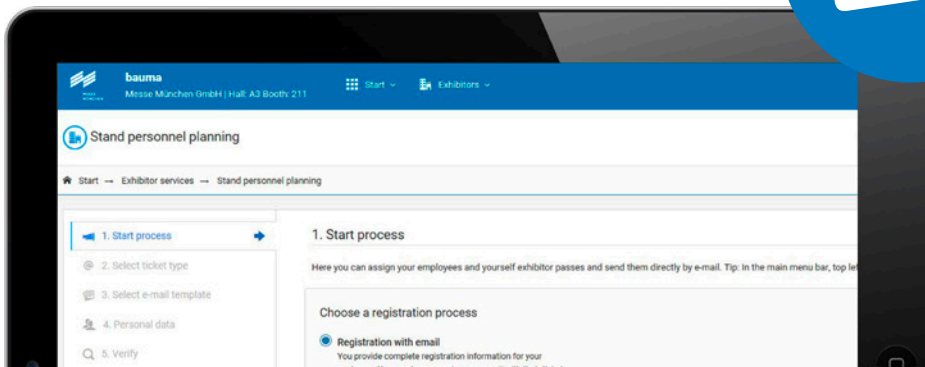 bauma
Messe München GmbH | Hall: A3 Booth: 211
Start
Exhibitors
MESSE
MÜNCHEN
Stand personnel planning
Start → Exhibitor services → Stand personnel planning
1. Start process
2. Select ticket type
3. Select e-mail template
4. Personal data
5. Verify
1. Start process
Here you can assign your employees and yourself exhibitor passes and send them directly by e-mail. Tip: In the main menu bar, top lef
Choose a registration process
Registration with email
You provide complete registration information for your